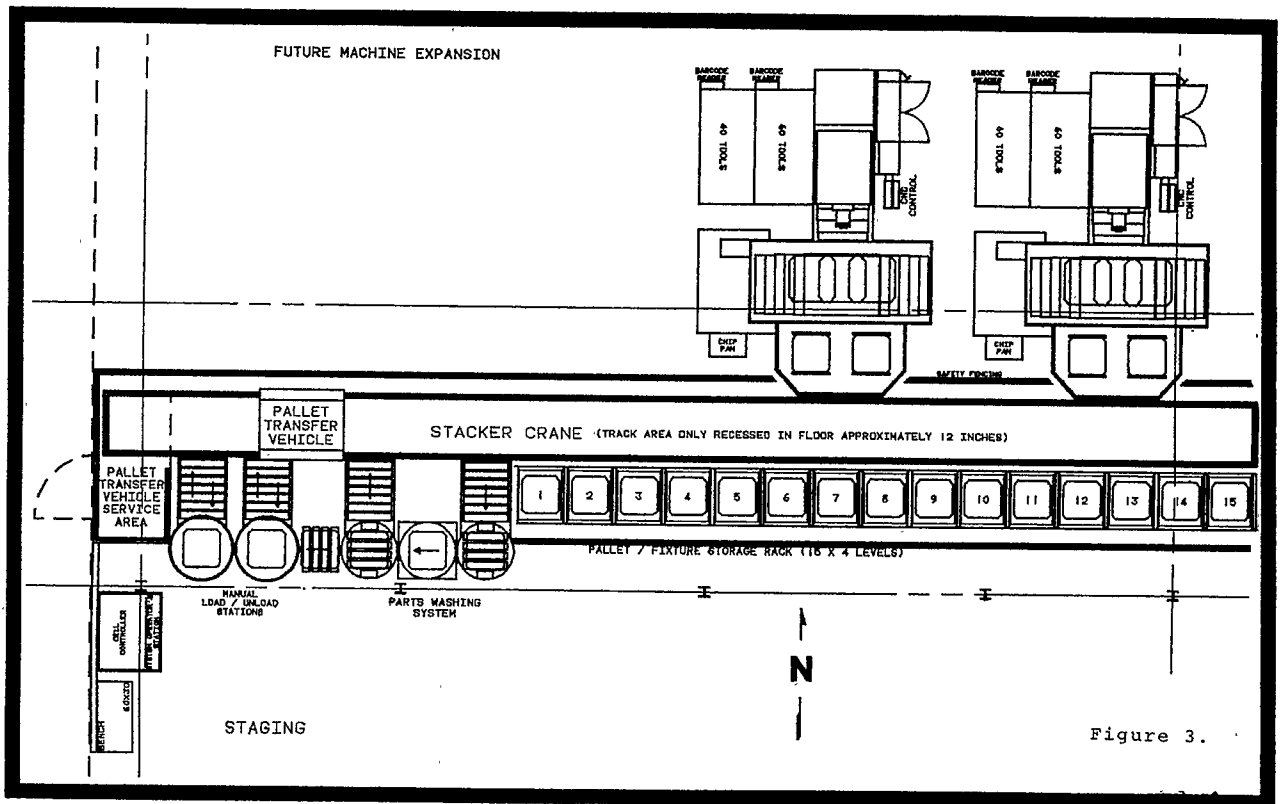 FUTURE MACHINE EXPANSION
BARCODE
READER
BARCODE
READER
BARCODE
READER
BARCODE
READER
60 TOOLS
60 TOOLS
60 TOOLS
60 TOOLS
CNC
CONTROL
CNC
CONTROL
CHIP
PAN
CHIP
PAN
SAFETY FENCING
PALLET
TRANSFER
VEHICLE
STACKER CRANE (TRACK AREA ONLY RECESSED IN FLOOR APPROXIMATELY 12 INCHES)
PALLET
TRANSFER
VEHICLE
SERVICE
AREA
1
2
3
4
5
6
7
8
9
10
11
12
13
14
15
PALLET / FIXTURE STORAGE RACK (15 X 4 LEVELS)
MANUAL
LOAD / UNLOAD
STATIONS
PARTS WASHING
SYSTEM
CELL
CONTROLLER
SYSTEM OPERATOR'S
STATION
N
BENCH
60X30
STAGING
Figure 3.